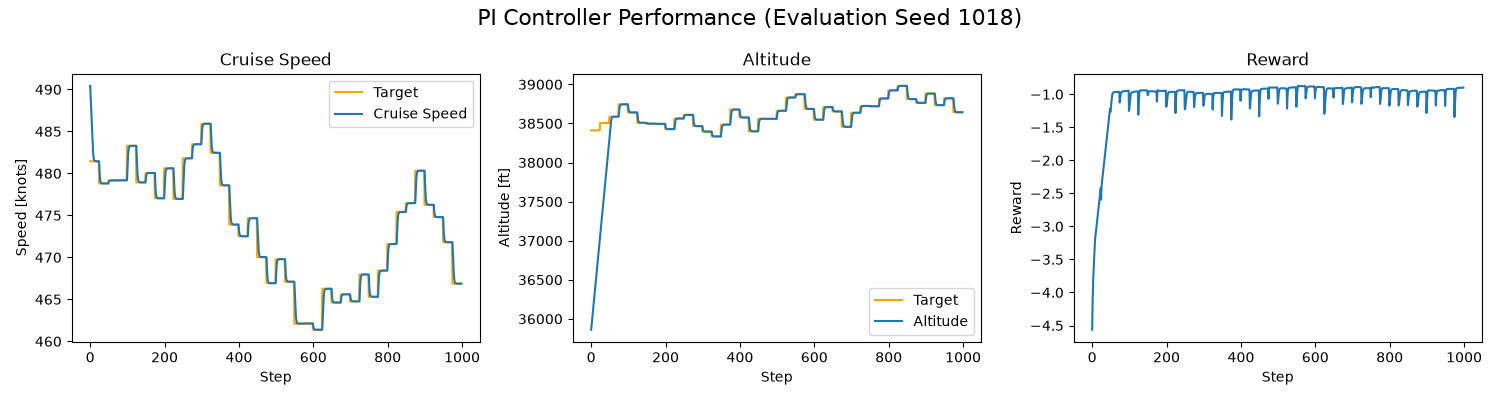 PI Controller Performance (Evaluation Seed 1018)
Cruise Speed
490
485
480
475
470
465
460
Speed [knots]
0 200 400 600 800 1000
Step
Target
Cruise Speed
Altitude
39000
38500
38000
37500
37000
36500
36000
Altitude [ft]
0 200 400 600 800 1000
Step
Target
Altitude
Reward
−1.0
−1.5
−2.0
−2.5
−3.0
−3.5
−4.0
−4.5
Reward
0 200 400 600 800 1000
Step